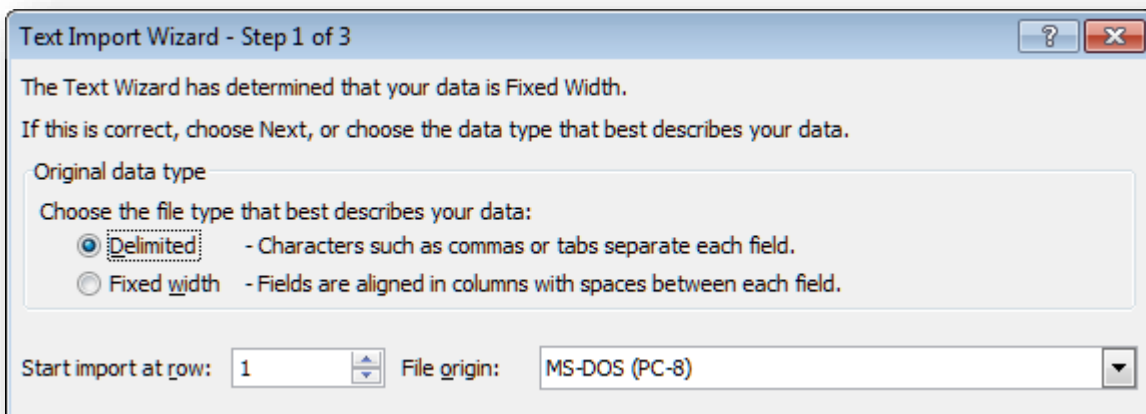 Text Import Wizard - Step 1 of 3
The Text Wizard has determined that your data is Fixed Width.
If this is correct, choose Next, or choose the data type that best describes your data.
Original data type
Choose the file type that best describes your data:
Delimited - Characters such as commas or tabs separate each field.
Fixed width - Fields are aligned in columns with spaces between each field.
Start import at row: 1 File origin: MS-DOS (PC-8)